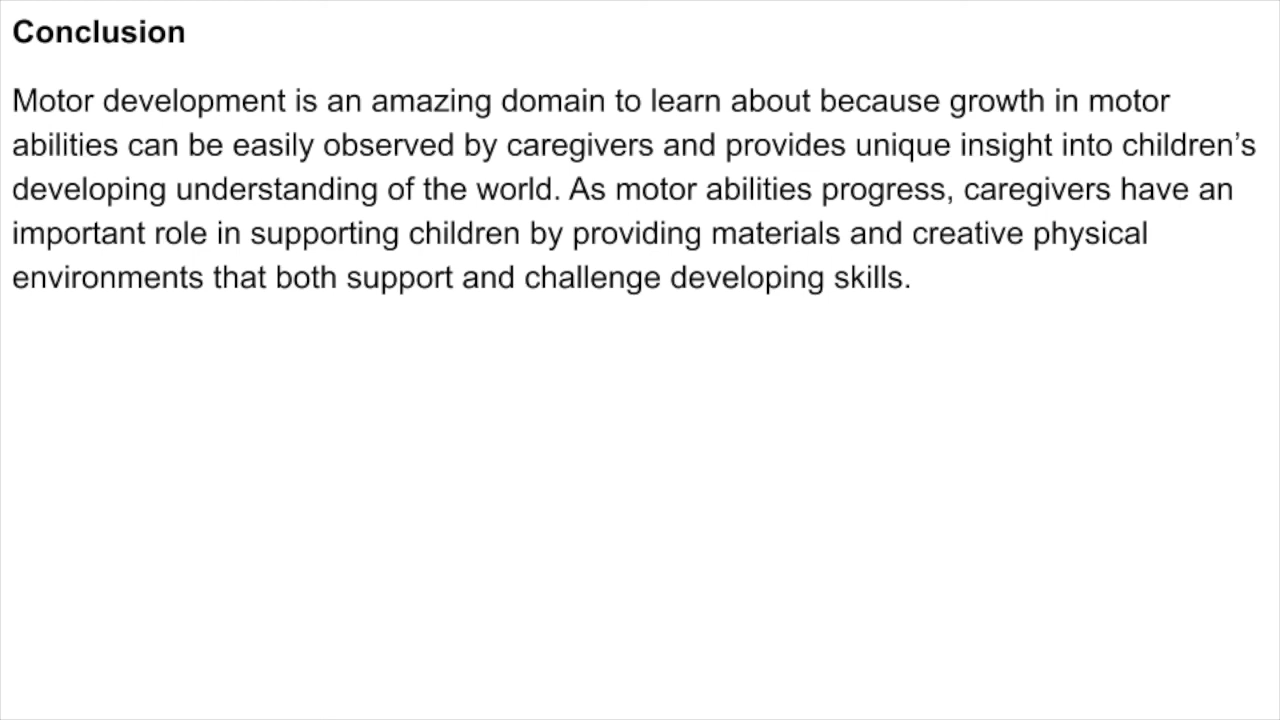 Conclusion
Motor development is an amazing domain to learn about because growth in motor
abilities can be easily observed by caregivers and provides unique insight into children’s
developing understanding of the world. As motor abilities progress, caregivers have an
important role in supporting children by providing materials and creative physical
environments that both support and challenge developing skills.